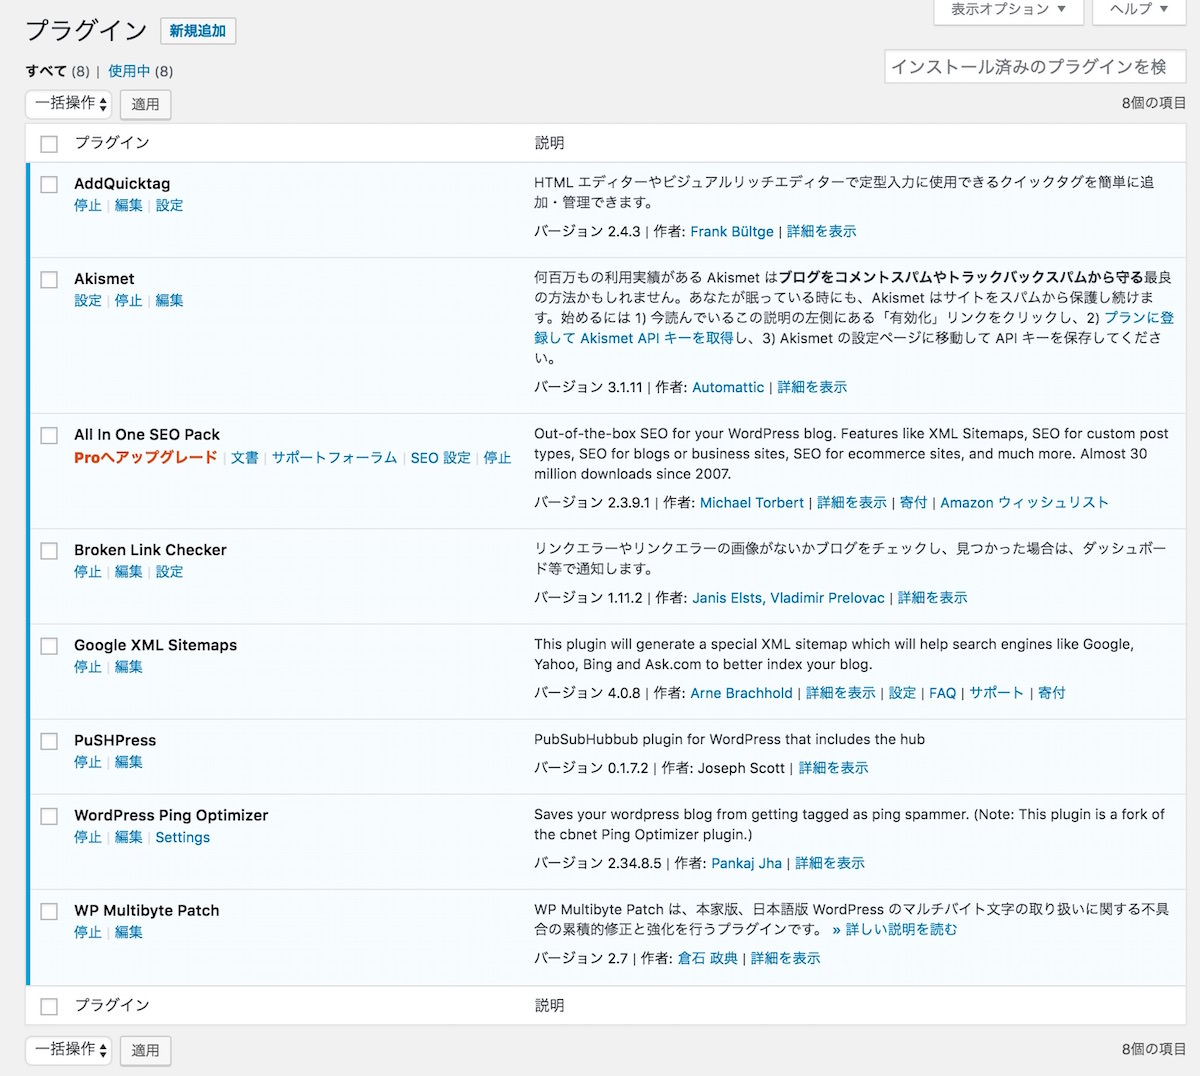 表示オプション ▼ ヘルプ ▼
プラグイン 新規追加
すべて (8) | 使用中 (8)
インストール済みのプラグインを検
一括操作 適用
8個の項目
プラグイン 説明
AddQuicktag
停止 | 編集 | 設定
HTML エディターやビジュアルリッチエディターで定型入力に使用できるクイックタグを簡単に追
加・管理できます。
バージョン 2.4.3 | 作者: Frank Bültge | 詳細を表示
Akismet
設定 | 停止 | 編集
何百万もの利用実績がある Akismet はブログをコメントスパムやトラックバックスパムから守る最良
の方法かもしれません。あなたが眠っている時にも、Akismet はサイトをスパムから保護し続けま
す。始めるには 1) 今読んでいるこの説明の左側にある「有効化」リンクをクリックし、2) プランに登
録して Akismet API キーを取得し、3) Akismet の設定ページに移動して API キーを保存してくださ
い。
バージョン 3.1.11 | 作者: Automattic | 詳細を表示
All In One SEO Pack
Proへアップグレード | 文書 | サポートフォーラム | SEO 設定 | 停止
Out-of-the-box SEO for your WordPress blog. Features like XML Sitemaps, SEO for custom post
types, SEO for blogs or business sites, SEO for ecommerce sites, and much more. Almost 30
million downloads since 2007.
バージョン 2.3.9.1 | 作者: Michael Torbert | 詳細を表示 | 寄付 | Amazon ウィッシュリスト
Broken Link Checker
停止 | 編集 | 設定
リンクエラーやリンクエラーの画像がないかブログをチェックし、見つかった場合は、ダッシュボー
ド等で通知します。
バージョン 1.11.2 | 作者: Janis Elsts, Vladimir Prelovac | 詳細を表示
Google XML Sitemaps
停止 | 編集
This plugin will generate a special XML sitemap which will help search engines like Google,
Yahoo, Bing and Ask.com to better index your blog.
バージョン 4.0.8 | 作者: Arne Brachhold | 詳細を表示 | 設定 | FAQ | サポート | 寄付
PuSHPress
停止 | 編集
PubSubHubbub plugin for WordPress that includes the hub
バージョン 0.1.7.2 | 作者: Joseph Scott | 詳細を表示
WordPress Ping Optimizer
停止 | 編集 | Settings
Saves your wordpress blog from getting tagged as ping spammer. (Note: This plugin is a fork of
the cbnet Ping Optimizer plugin.)
バージョン 2.34.8.5 | 作者: Pankaj Jha | 詳細を表示
WP Multibyte Patch
停止 | 編集
WP Multibyte Patch は、本家版、日本語版 WordPress のマルチバイト文字の取り扱いに関する不具
合の累積的修正と強化を行うプラグインです。 » 詳しい説明を読む
バージョン 2.7 | 作者: 倉石 政典 | 詳細を表示
プラグイン 説明
一括操作 適用
8個の項目